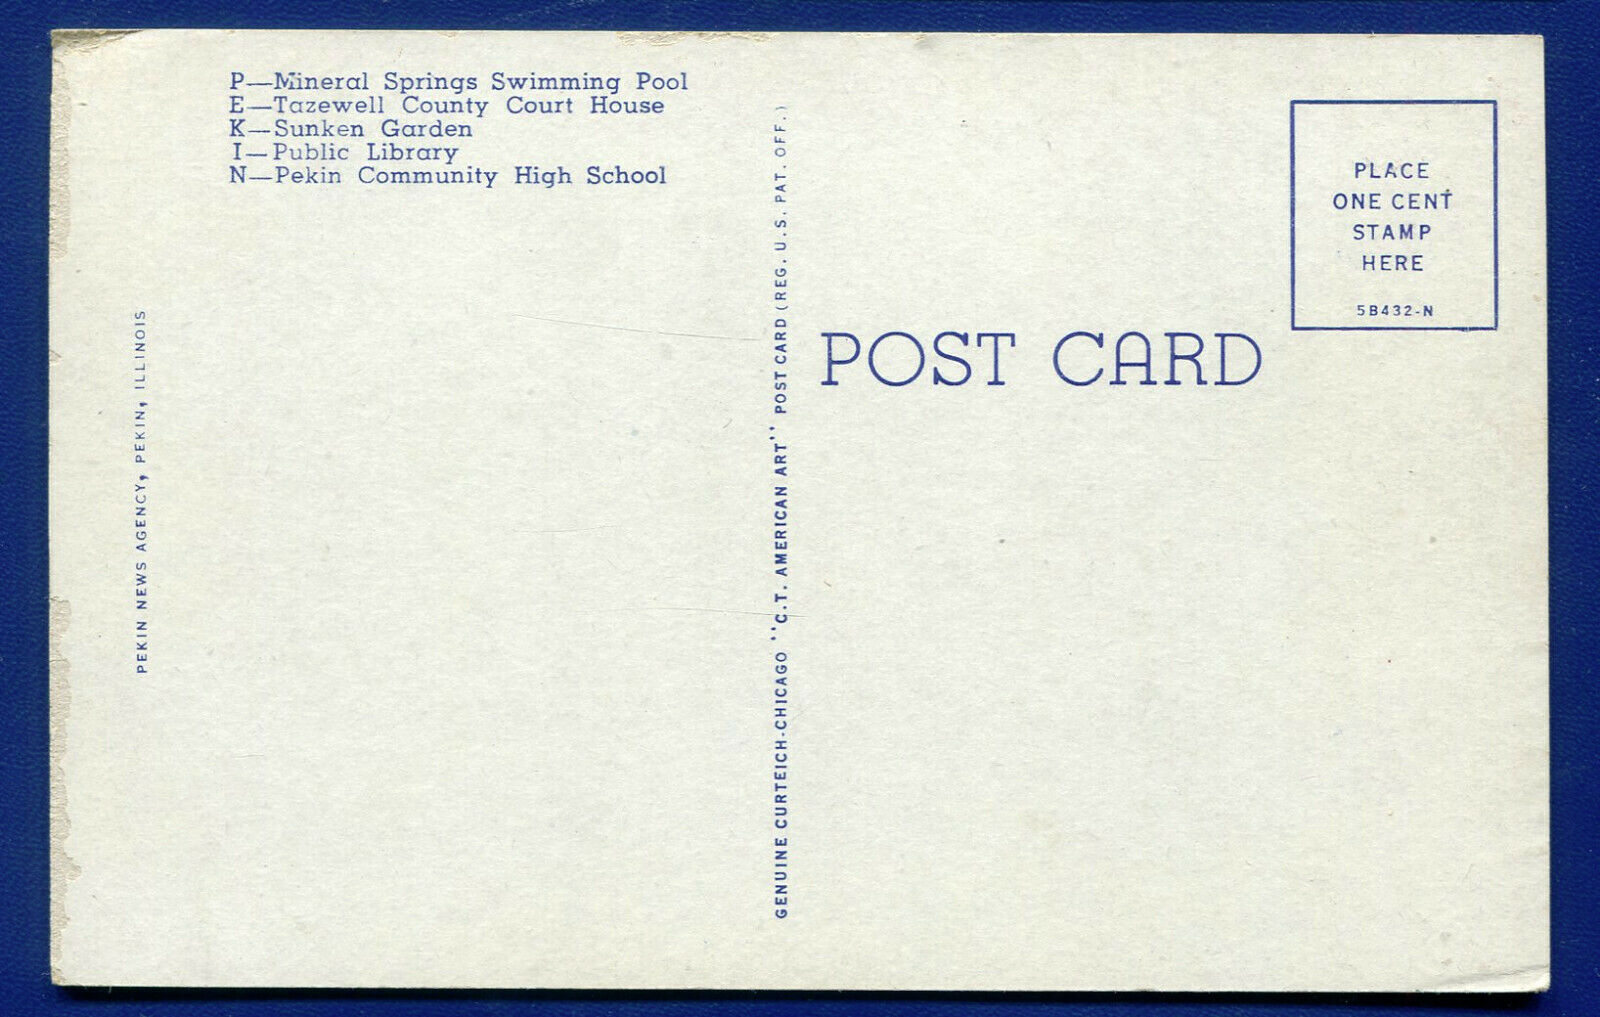 P—Mineral Springs Swimming Pool
E—Tazewell County Court House
K—Sunken Garden
I—Public Library
N—Pekin Community High School
PEKIN NEWS AGENCY, PEKIN, ILLINOIS
GENUINE CURTEICH-CHICAGO "C.T. AMERICAN ART" POST CARD (REG. U.S. PAT. OFF.)
POST CARD
PLACE
ONE CENT
STAMP
HERE
5B432-N